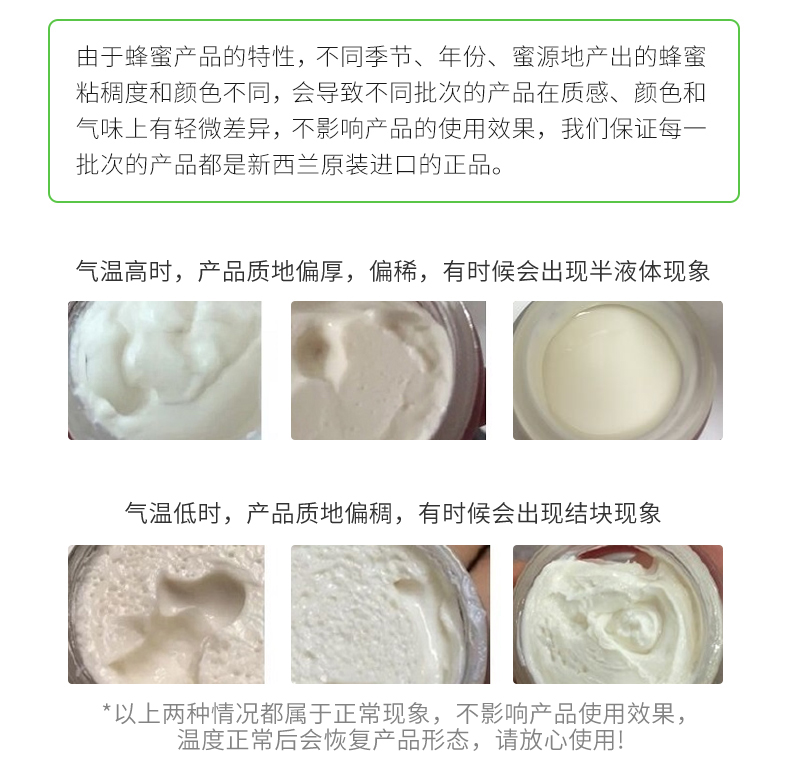 由于蜂蜜产品的特性，不同季节、年份、蜜源地产出的蜂蜜
粘稠度和颜色不同，会导致不同批次的产品在质感、颜色和
气味上有轻微差异，不影响产品的使用效果，我们保证每一
批次的产品都是新西兰原装进口的正品。
气温高时，产品质地偏厚，偏稀，有时候会出现半液体现象
气温低时，产品质地偏稠，有时候会出现结块现象
*以上两种情况都属于正常现象，不影响产品使用效果，
温度正常后会恢复产品形态，请放心使用!